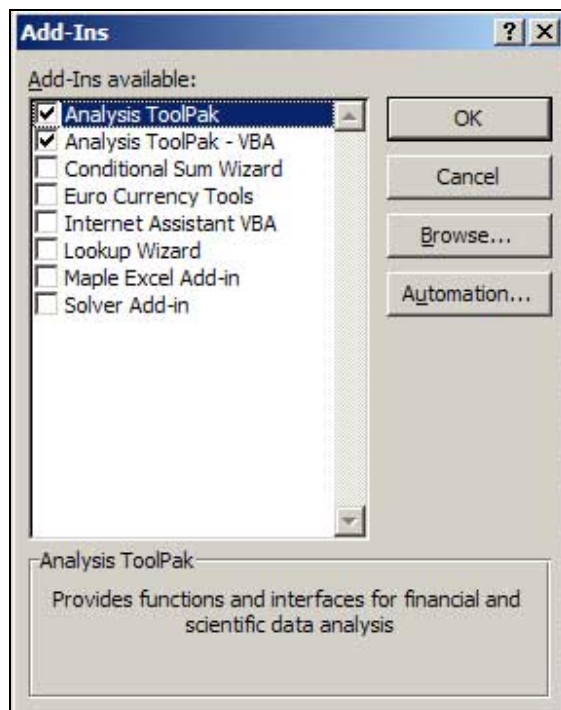 Add-Ins
Add-Ins available:
Analysis ToolPak
Analysis ToolPak - VBA
Conditional Sum Wizard
Euro Currency Tools
Internet Assistant VBA
Lookup Wizard
Maple Excel Add-in
Solver Add-in
OK
Cancel
Browse...
Automation...
Analysis ToolPak
Provides functions and interfaces for financial and
scientific data analysis